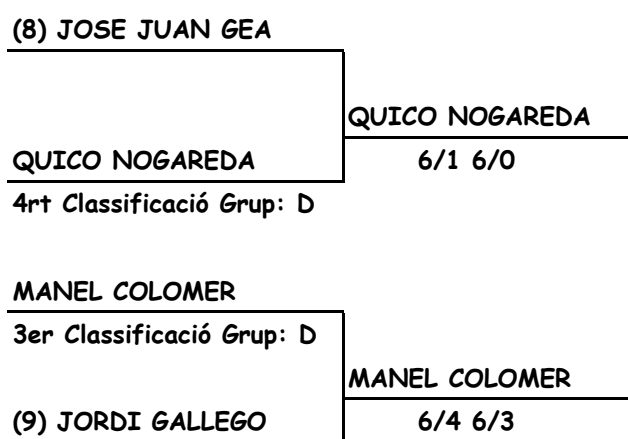 (8) JOSE JUAN GEA
QUICO NOGAREDA
QUICO NOGAREDA
6/1 6/0
4rt Classificació Grup: D
MANEL COLOMER
3er Classificació Grup: D
MANEL COLOMER
(9) JORDI GALLEGO
6/4 6/3